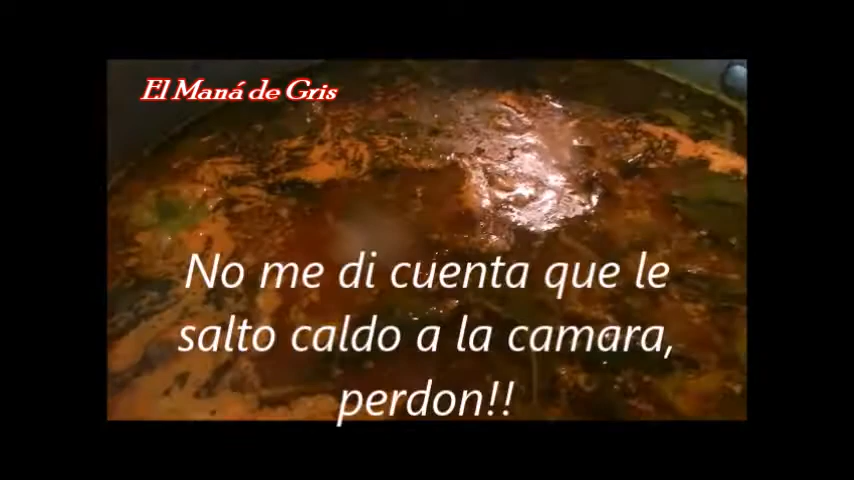 El Maná de Gris
No me di cuenta que le
salto caldo a la camara,
perdon!!